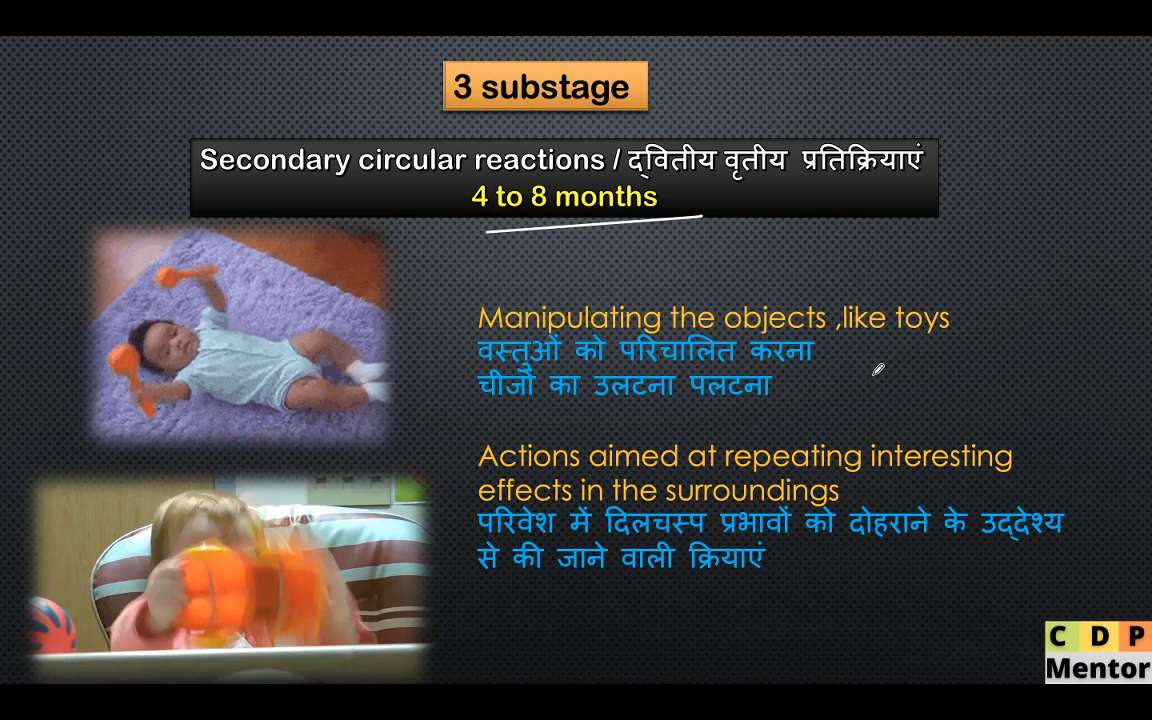 3 substage
Secondary circular reactions / द्वितीय वृतीय प्रतिक्रियाएं
4 to 8 months
Manipulating the objects ,like toys
वस्तुओं को परिचालित करना
चीजों का उलटना पलटना
Actions aimed at repeating interesting
effects in the surroundings
परिवेश में दिलचस्प प्रभावों को दोहराने के उद्देश्य
से की जाने वाली क्रियाएं
C D P
Mentor